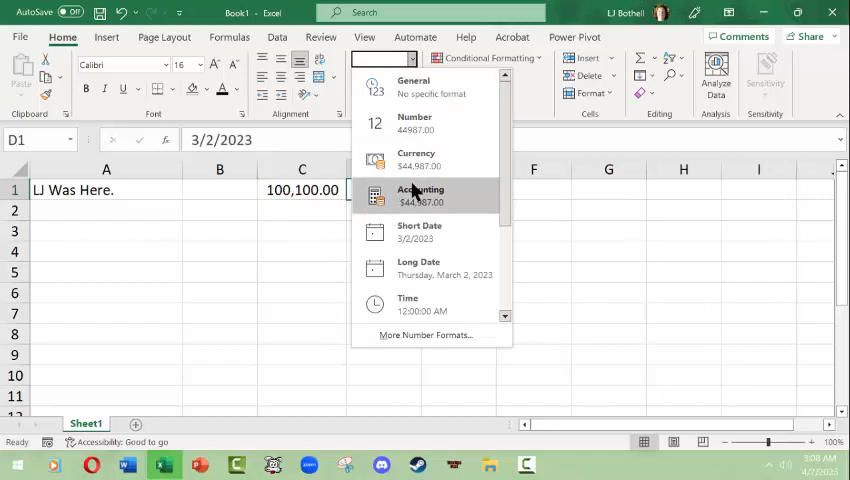 AutoSave Off Book1 - Excel Search LJ Bothell
File Home Insert Page Layout Formulas Data Review View Automate Help Acrobat Power Pivot Comments Share
Paste Calibri 16 A A ab Conditional Formatting Insert Σ
B I U A Delete Analyze Data Sensitivity
Format
Clipboard Font Cells Editing Analysis Sensitivity
D1 fx 3/2/2023
A B C F G H I
1 LJ Was Here. 100,100.00
2
3
4
5
6
7
8
9
10
11
12
General
123 No specific format
Number
12 44987.00
Currency
$44,987.00
Accounting
$44,987.00
Short Date
3/2/2023
Long Date
Thursday, March 2, 2023
Time
12:00:00 AM
More Number Formats...
Sheet1
Ready Accessibility: Good to go 100%
3:08 AM
4/2/2023